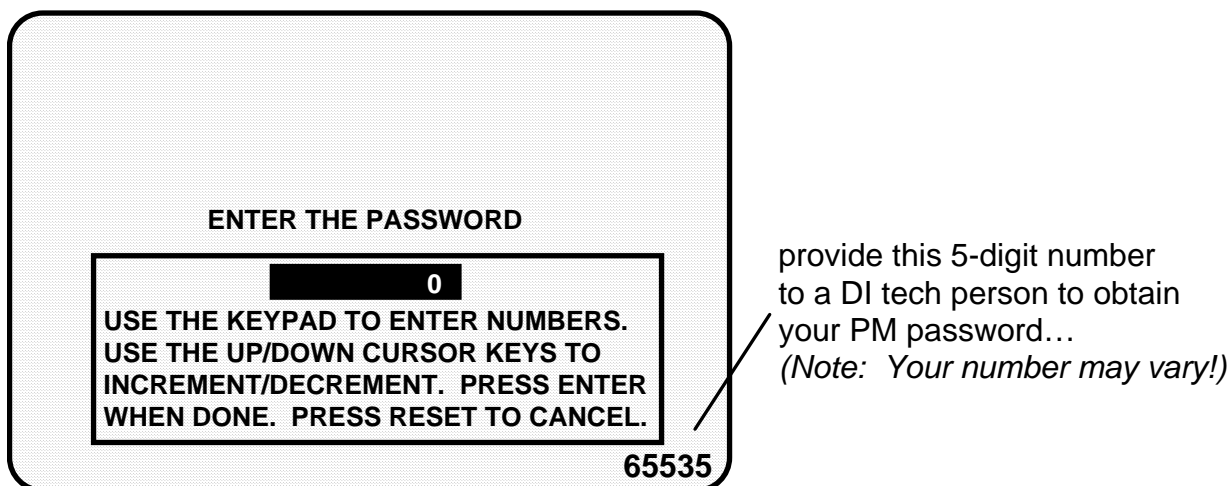 ENTER THE PASSWORD
0
USE THE KEYPAD TO ENTER NUMBERS.
USE THE UP/DOWN CURSOR KEYS TO
INCREMENT/DECREMENT.  PRESS ENTER
WHEN DONE.  PRESS RESET TO CANCEL.
65535
provide this 5-digit number
to a DI tech person to obtain
your PM password…
(Note:  Your number may vary!)